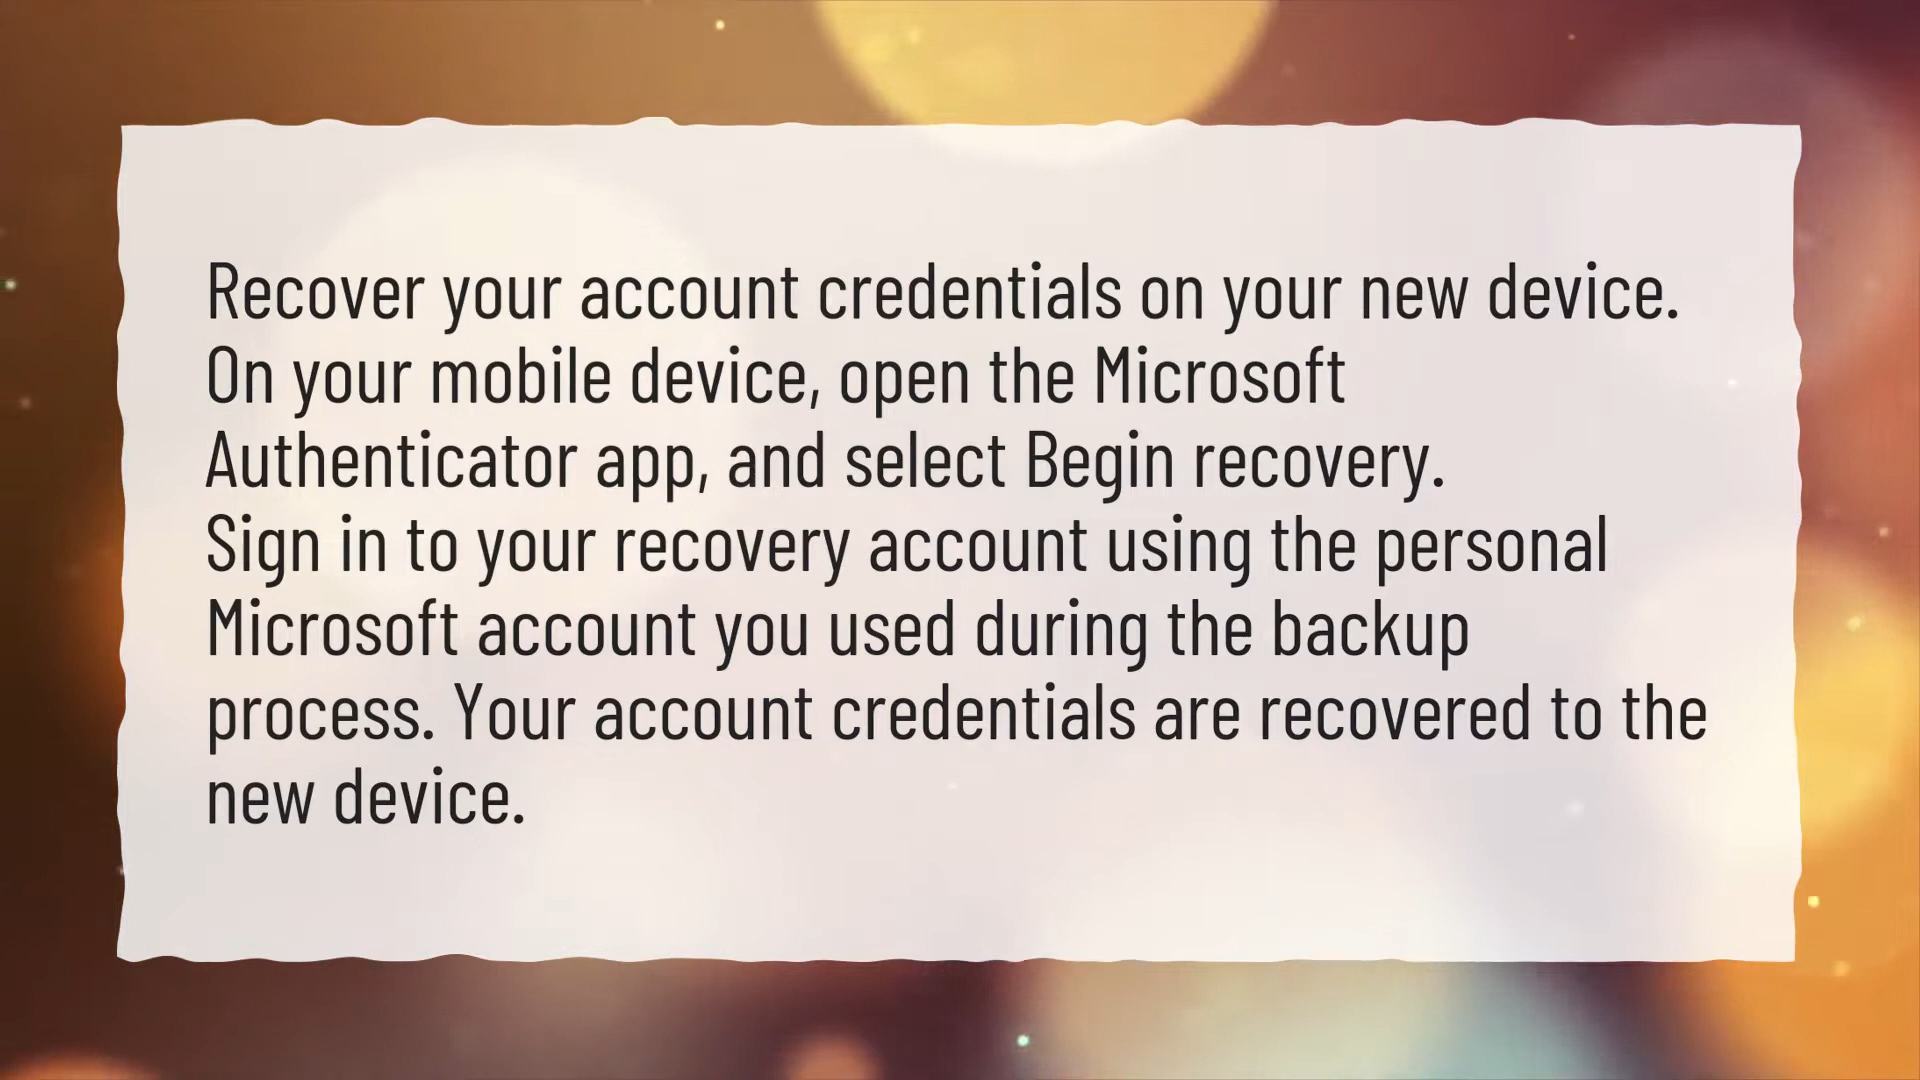 Recover your account credentials on your new device.
On your mobile device, open the Microsoft
Authenticator app, and select Begin recovery.
Sign in to your recovery account using the personal
Microsoft account you used during the backup
process. Your account credentials are recovered to the
new device.